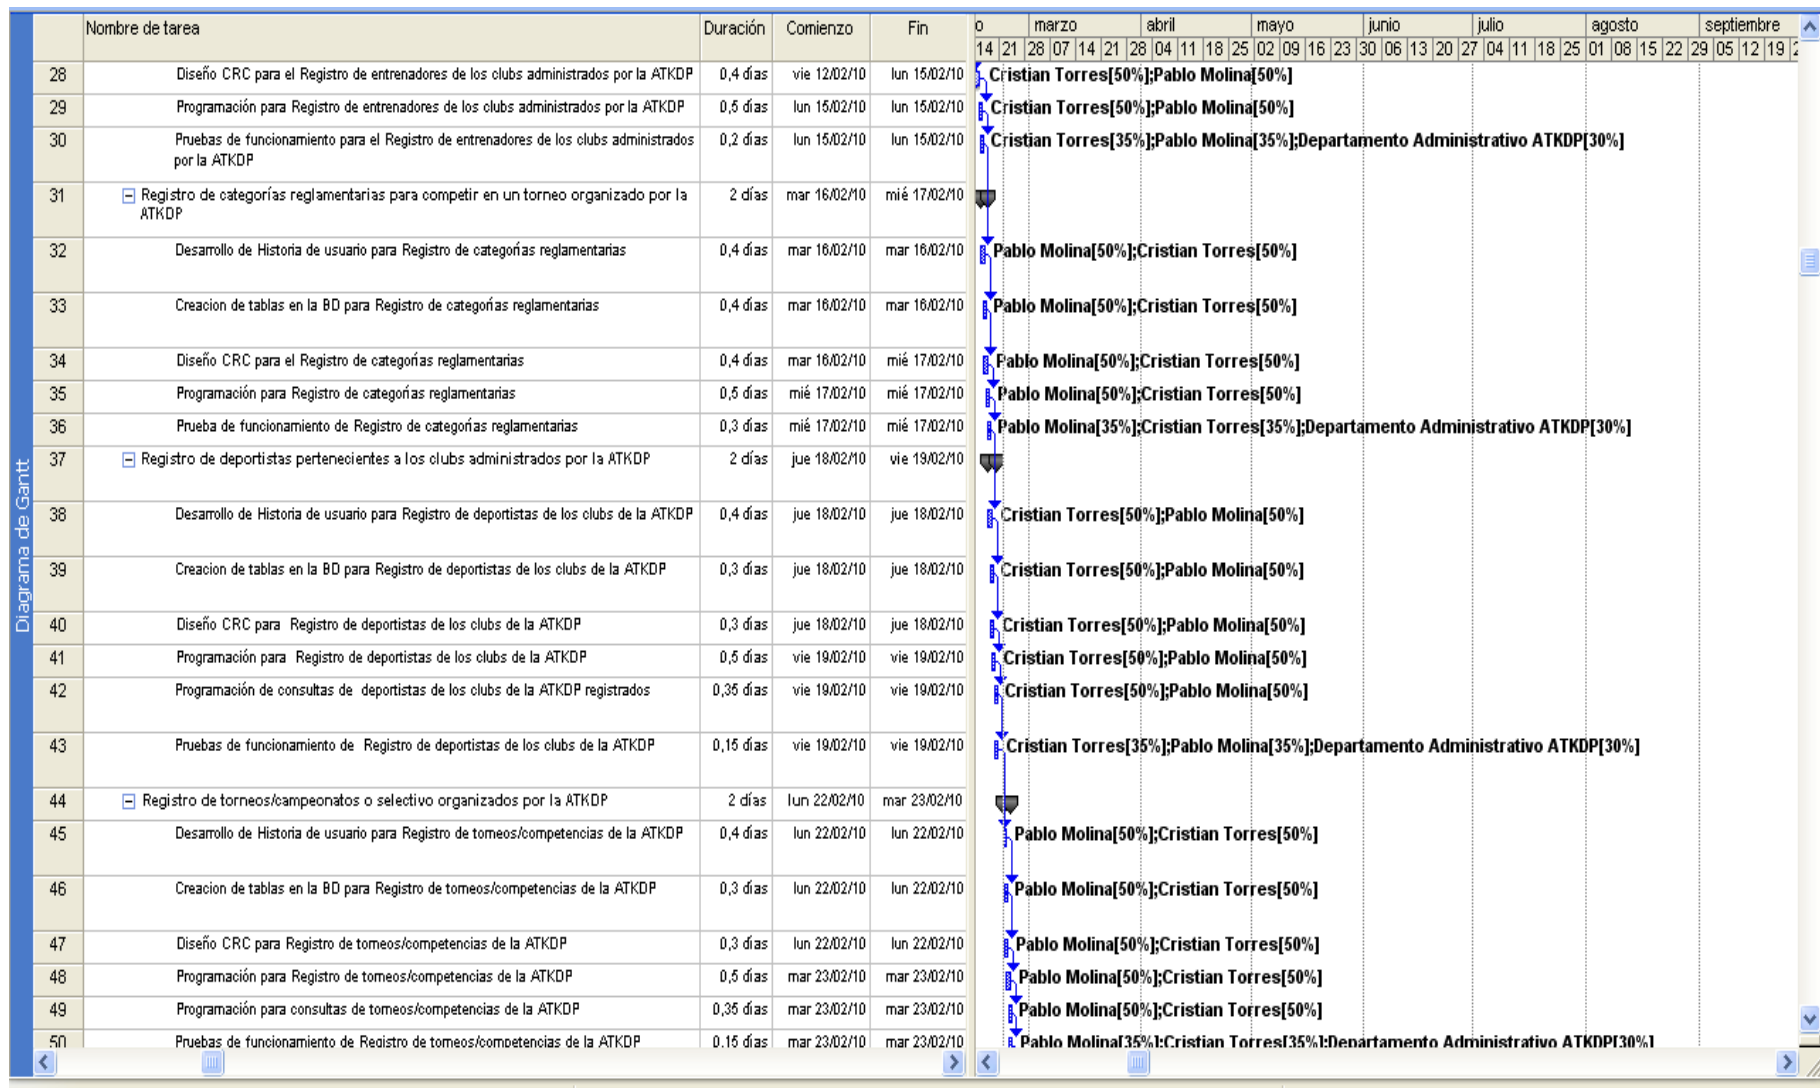 Nombre de tarea Duración Comienzo Fin
o marzo abril mayo junio julio agosto septiembre
14 21 28 07 14 21 28 04 11 18 25 02 09 16 23 30 06 13 20 27 04 11 18 25 01 08 15 22 29 05 12 19 2
28 Diseño CRC para el Registro de entrenadores de los clubs administrados por la ATKDP 0,4 días vie 12/02/10 lun 15/02/10 Cristian Torres[50%];Pablo Molina[50%]
29 Programación para Registro de entrenadores de los clubs administrados por la ATKDP 0,5 días lun 15/02/10 lun 15/02/10 Cristian Torres[50%];Pablo Molina[50%]
30 Pruebas de funcionamiento para el Registro de entrenadores de los clubs administrados 0,2 días lun 15/02/10 lun 15/02/10 Cristian Torres[35%];Pablo Molina[35%];Departamento Administrativo ATKDP[30%]
por la ATKDP
31 Registro de categorías reglamentarias para competir en un torneo organizado por la 2 días mar 16/02/10 mié 17/02/10
ATKDP
32 Desarrollo de Historia de usuario para Registro de categorías reglamentarias 0,4 días mar 16/02/10 mar 16/02/10 Pablo Molina[50%];Cristian Torres[50%]
33 Creacion de tablas en la BD para Registro de categorías reglamentarias 0,4 días mar 16/02/10 mar 16/02/10 Pablo Molina[50%];Cristian Torres[50%]
34 Diseño CRC para el Registro de categorías reglamentarias 0,4 días mar 16/02/10 mié 17/02/10 Pablo Molina[50%];Cristian Torres[50%]
35 Programación para Registro de categorías reglamentarias 0,5 días mié 17/02/10 mié 17/02/10 Pablo Molina[50%];Cristian Torres[50%]
36 Prueba de funcionamiento de Registro de categorías reglamentarias 0,3 días mié 17/02/10 mié 17/02/10 Pablo Molina[35%];Cristian Torres[35%];Departamento Administrativo ATKDP[30%]
37 Registro de deportistas pertenecientes a los clubs administrados por la ATKDP 2 días jue 18/02/10 vie 19/02/10
38 Desarrollo de Historia de usuario para Registro de deportistas de los clubs de la ATKDP 0,4 días jue 18/02/10 jue 18/02/10 Cristian Torres[50%];Pablo Molina[50%]
39 Creacion de tablas en la BD para Registro de deportistas de los clubs de la ATKDP 0,3 días jue 18/02/10 jue 18/02/10 Cristian Torres[50%];Pablo Molina[50%]
40 Diseño CRC para Registro de deportistas de los clubs de la ATKDP 0,3 días jue 18/02/10 jue 18/02/10 Cristian Torres[50%];Pablo Molina[50%]
41 Programación para Registro de deportistas de los clubs de la ATKDP 0,5 días vie 19/02/10 vie 19/02/10 Cristian Torres[50%];Pablo Molina[50%]
42 Programación de consultas de deportistas de los clubs de la ATKDP registrados 0,35 días vie 19/02/10 vie 19/02/10 Cristian Torres[50%];Pablo Molina[50%]
43 Pruebas de funcionamiento de Registro de deportistas de los clubs de la ATKDP 0,15 días vie 19/02/10 vie 19/02/10 Cristian Torres[35%];Pablo Molina[35%];Departamento Administrativo ATKDP[30%]
44 Registro de torneos/campeonatos o selectivo organizados por la ATKDP 2 días lun 22/02/10 mar 23/02/10
45 Desarrollo de Historia de usuario para Registro de torneos/competencias de la ATKDP 0,4 días lun 22/02/10 lun 22/02/10 Pablo Molina[50%];Cristian Torres[50%]
46 Creacion de tablas en la BD para Registro de torneos/competencias de la ATKDP 0,3 días lun 22/02/10 lun 22/02/10 Pablo Molina[50%];Cristian Torres[50%]
47 Diseño CRC para Registro de torneos/competencias de la ATKDP 0,3 días lun 22/02/10 lun 22/02/10 Pablo Molina[50%];Cristian Torres[50%]
48 Programación para Registro de torneos/competencias de la ATKDP 0,5 días mar 23/02/10 mar 23/02/10 Pablo Molina[50%];Cristian Torres[50%]
49 Programación para consultas de torneos/competencias de la ATKDP 0,35 días mar 23/02/10 mar 23/02/10 Pablo Molina[50%];Cristian Torres[50%]
50 Pruebas de funcionamiento de Registro de torneos/competencias de la ATKDP 0,15 días mar 23/02/10 mar 23/02/10 Pablo Molina[35%];Cristian Torres[35%];Departamento Administrativo ATKDP[30%]
Diagrama de Gantt